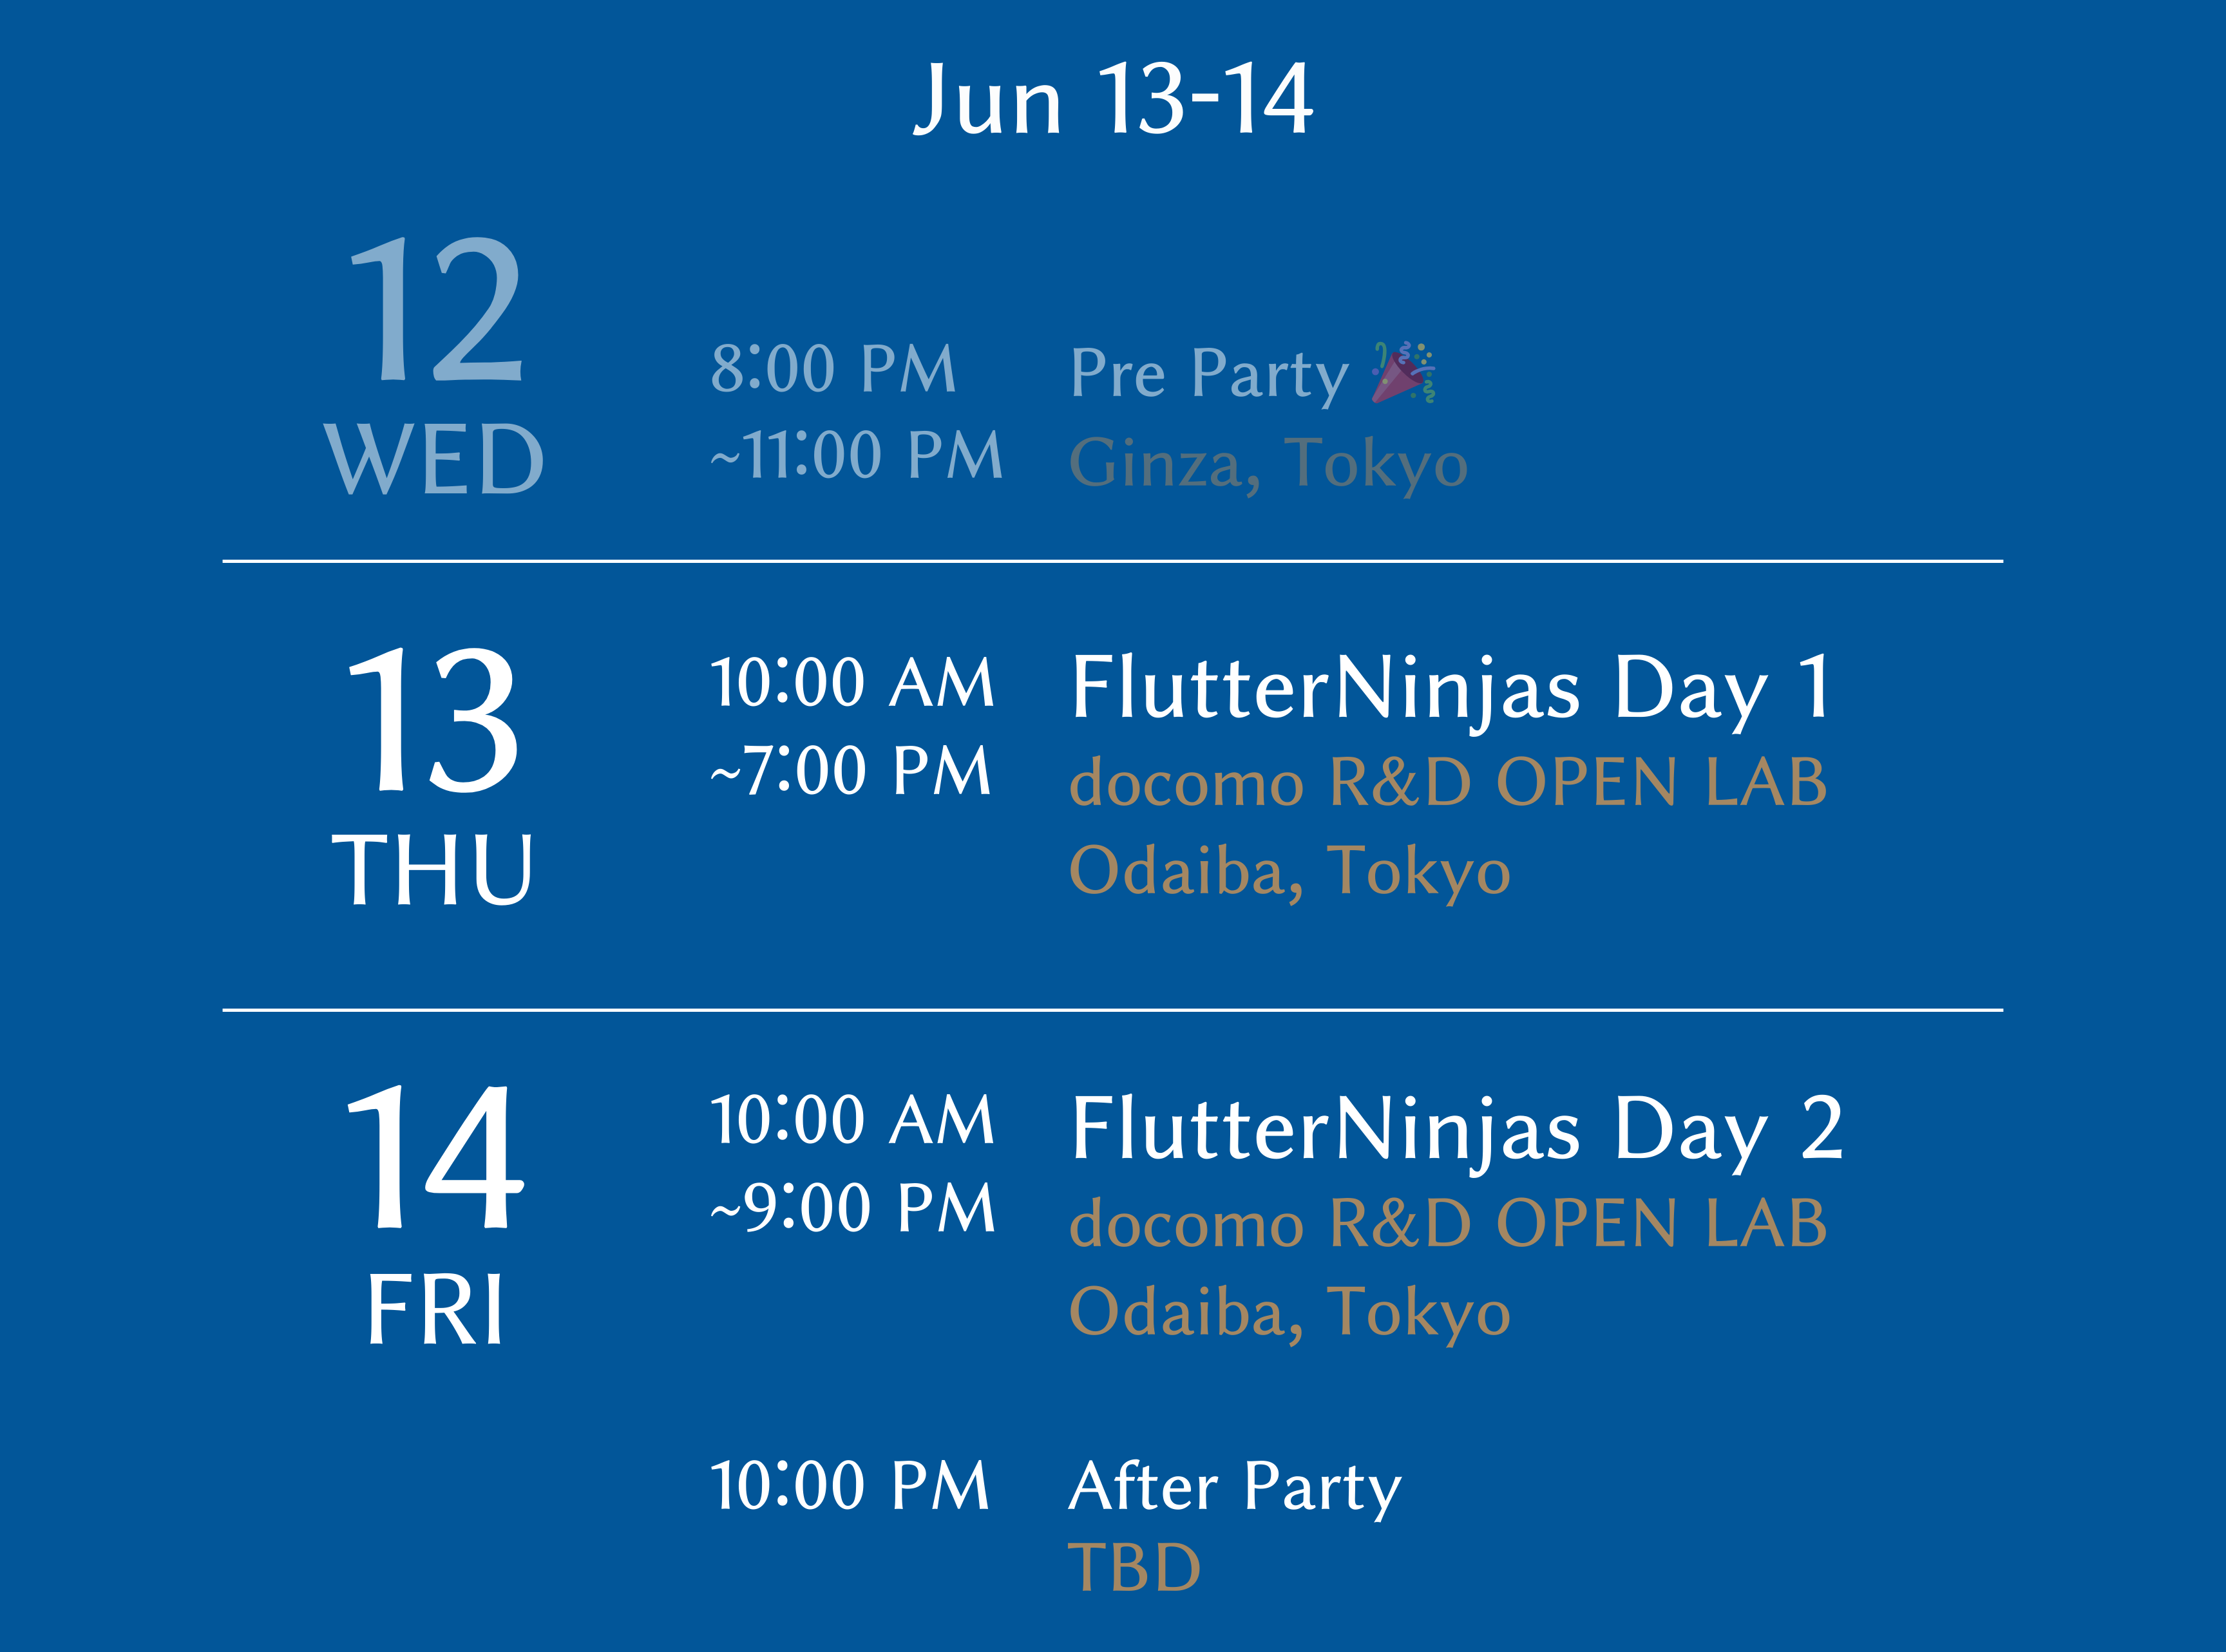 Jun 13-14
12
WED
8:00 PM
~11:00 PM
Pre Party 🎉
Ginza, Tokyo
13
THU
10:00 AM
~7:00 PM
FlutterNinjas Day 1
docomo R&D OPEN LAB
Odaiba, Tokyo
14
FRI
10:00 AM
~9:00 PM
FlutterNinjas Day 2
docomo R&D OPEN LAB
Odaiba, Tokyo
10:00 PM
After Party
TBD